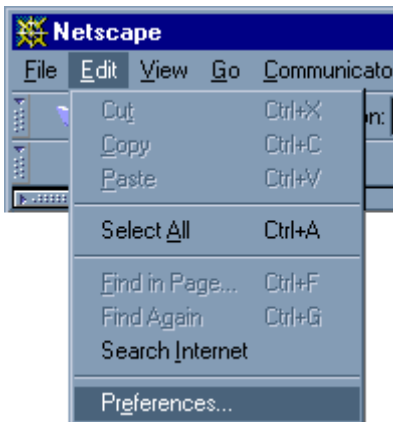 Netscape
File Edit View Go Communicato
on:
Cut Ctrl+X
Copy Ctrl+C
Paste Ctrl+V
Select All Ctrl+A
Find in Page... Ctrl+F
Find Again Ctrl+G
Search Internet
Preferences...